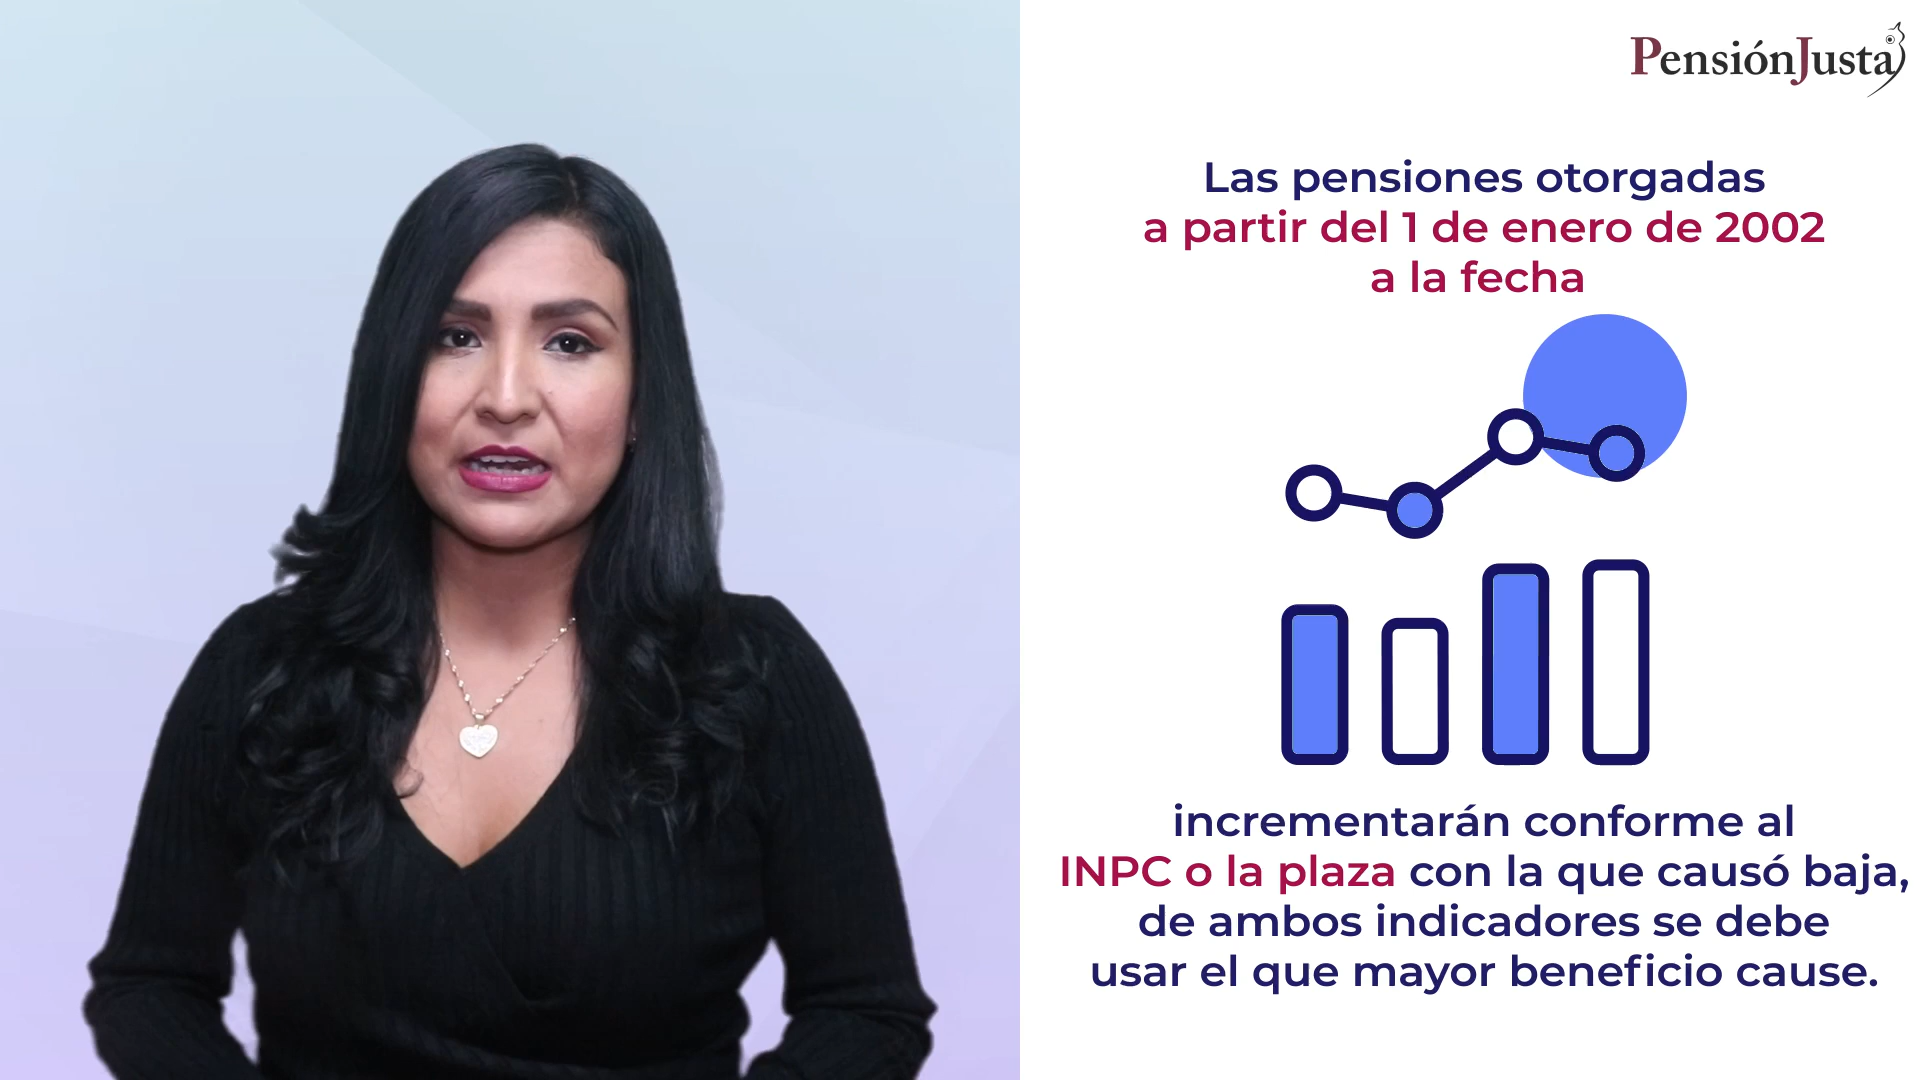 PensiónJusta
Las pensiones otorgadas
a partir del 1 de enero de 2002
a la fecha
incrementarán conforme al
INPC o la plaza con la que causó baja,
de ambos indicadores se debe
usar el que mayor beneficio cause.